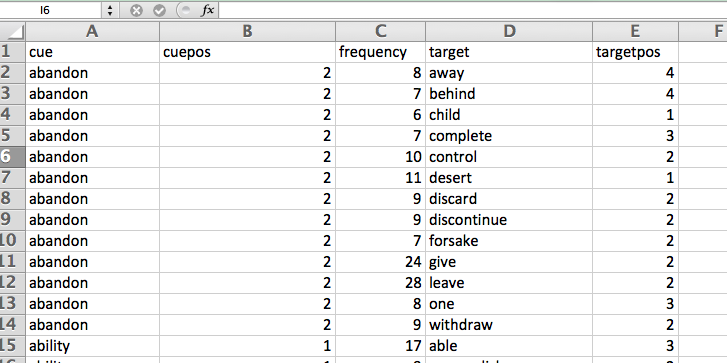 I6 fx
A B C D E F
1 cue cuepos frequency target targetpos
2 abandon 2 8 away 4
3 abandon 2 7 behind 4
4 abandon 2 6 child 1
5 abandon 2 7 complete 3
6 abandon 2 10 control 2
7 abandon 2 11 desert 1
8 abandon 2 9 discard 2
9 abandon 2 9 discontinue 2
10 abandon 2 7 forsake 2
11 abandon 2 24 give 2
12 abandon 2 28 leave 2
13 abandon 2 8 one 3
14 abandon 2 9 withdraw 2
15 ability 1 17 able 3